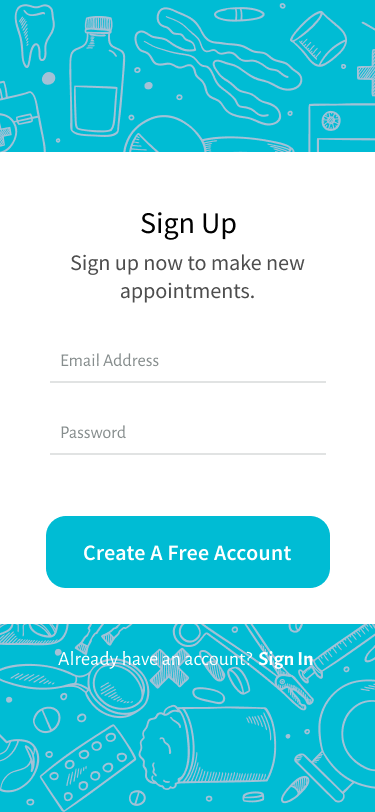 Sign Up
Sign up now to make new
appointments.
Email Address
Password
Create A Free Account
Already have an account? Sign In